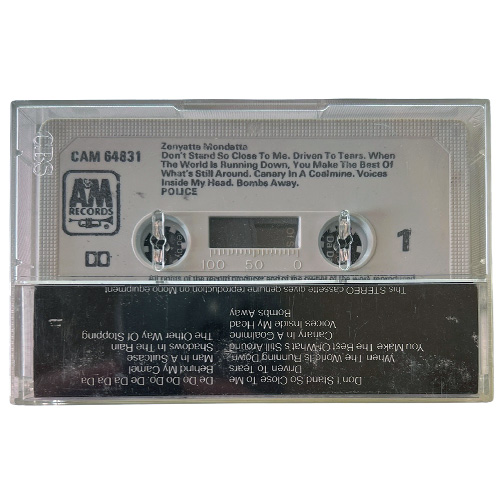 CBS
CAM 64831
Zenyatta Mondatta
Don't Stand So Close To Me. Driven To Tears. When
The World Is Running Down, You Make The Best Of
What's Still Around. Canary In A Coalmine. Voices
Inside My Head. Bombs Away.
POLICE
A&M
RECORDS
1
100 50 0
This STEREO cassette gives genuine reproduction on Mono equipment
Don't Stand So Close To Me
Driven To Tears
When The World Is Running Down
You Make The Best Of What's Still Around
Canary In A Coalmine
Voices Inside My Head
Bombs Away
De Do Do Do, De Da Da Da
Behind My Camel
Man In A Suitcase
Shadows In The Rain
The Other Way Of Stopping